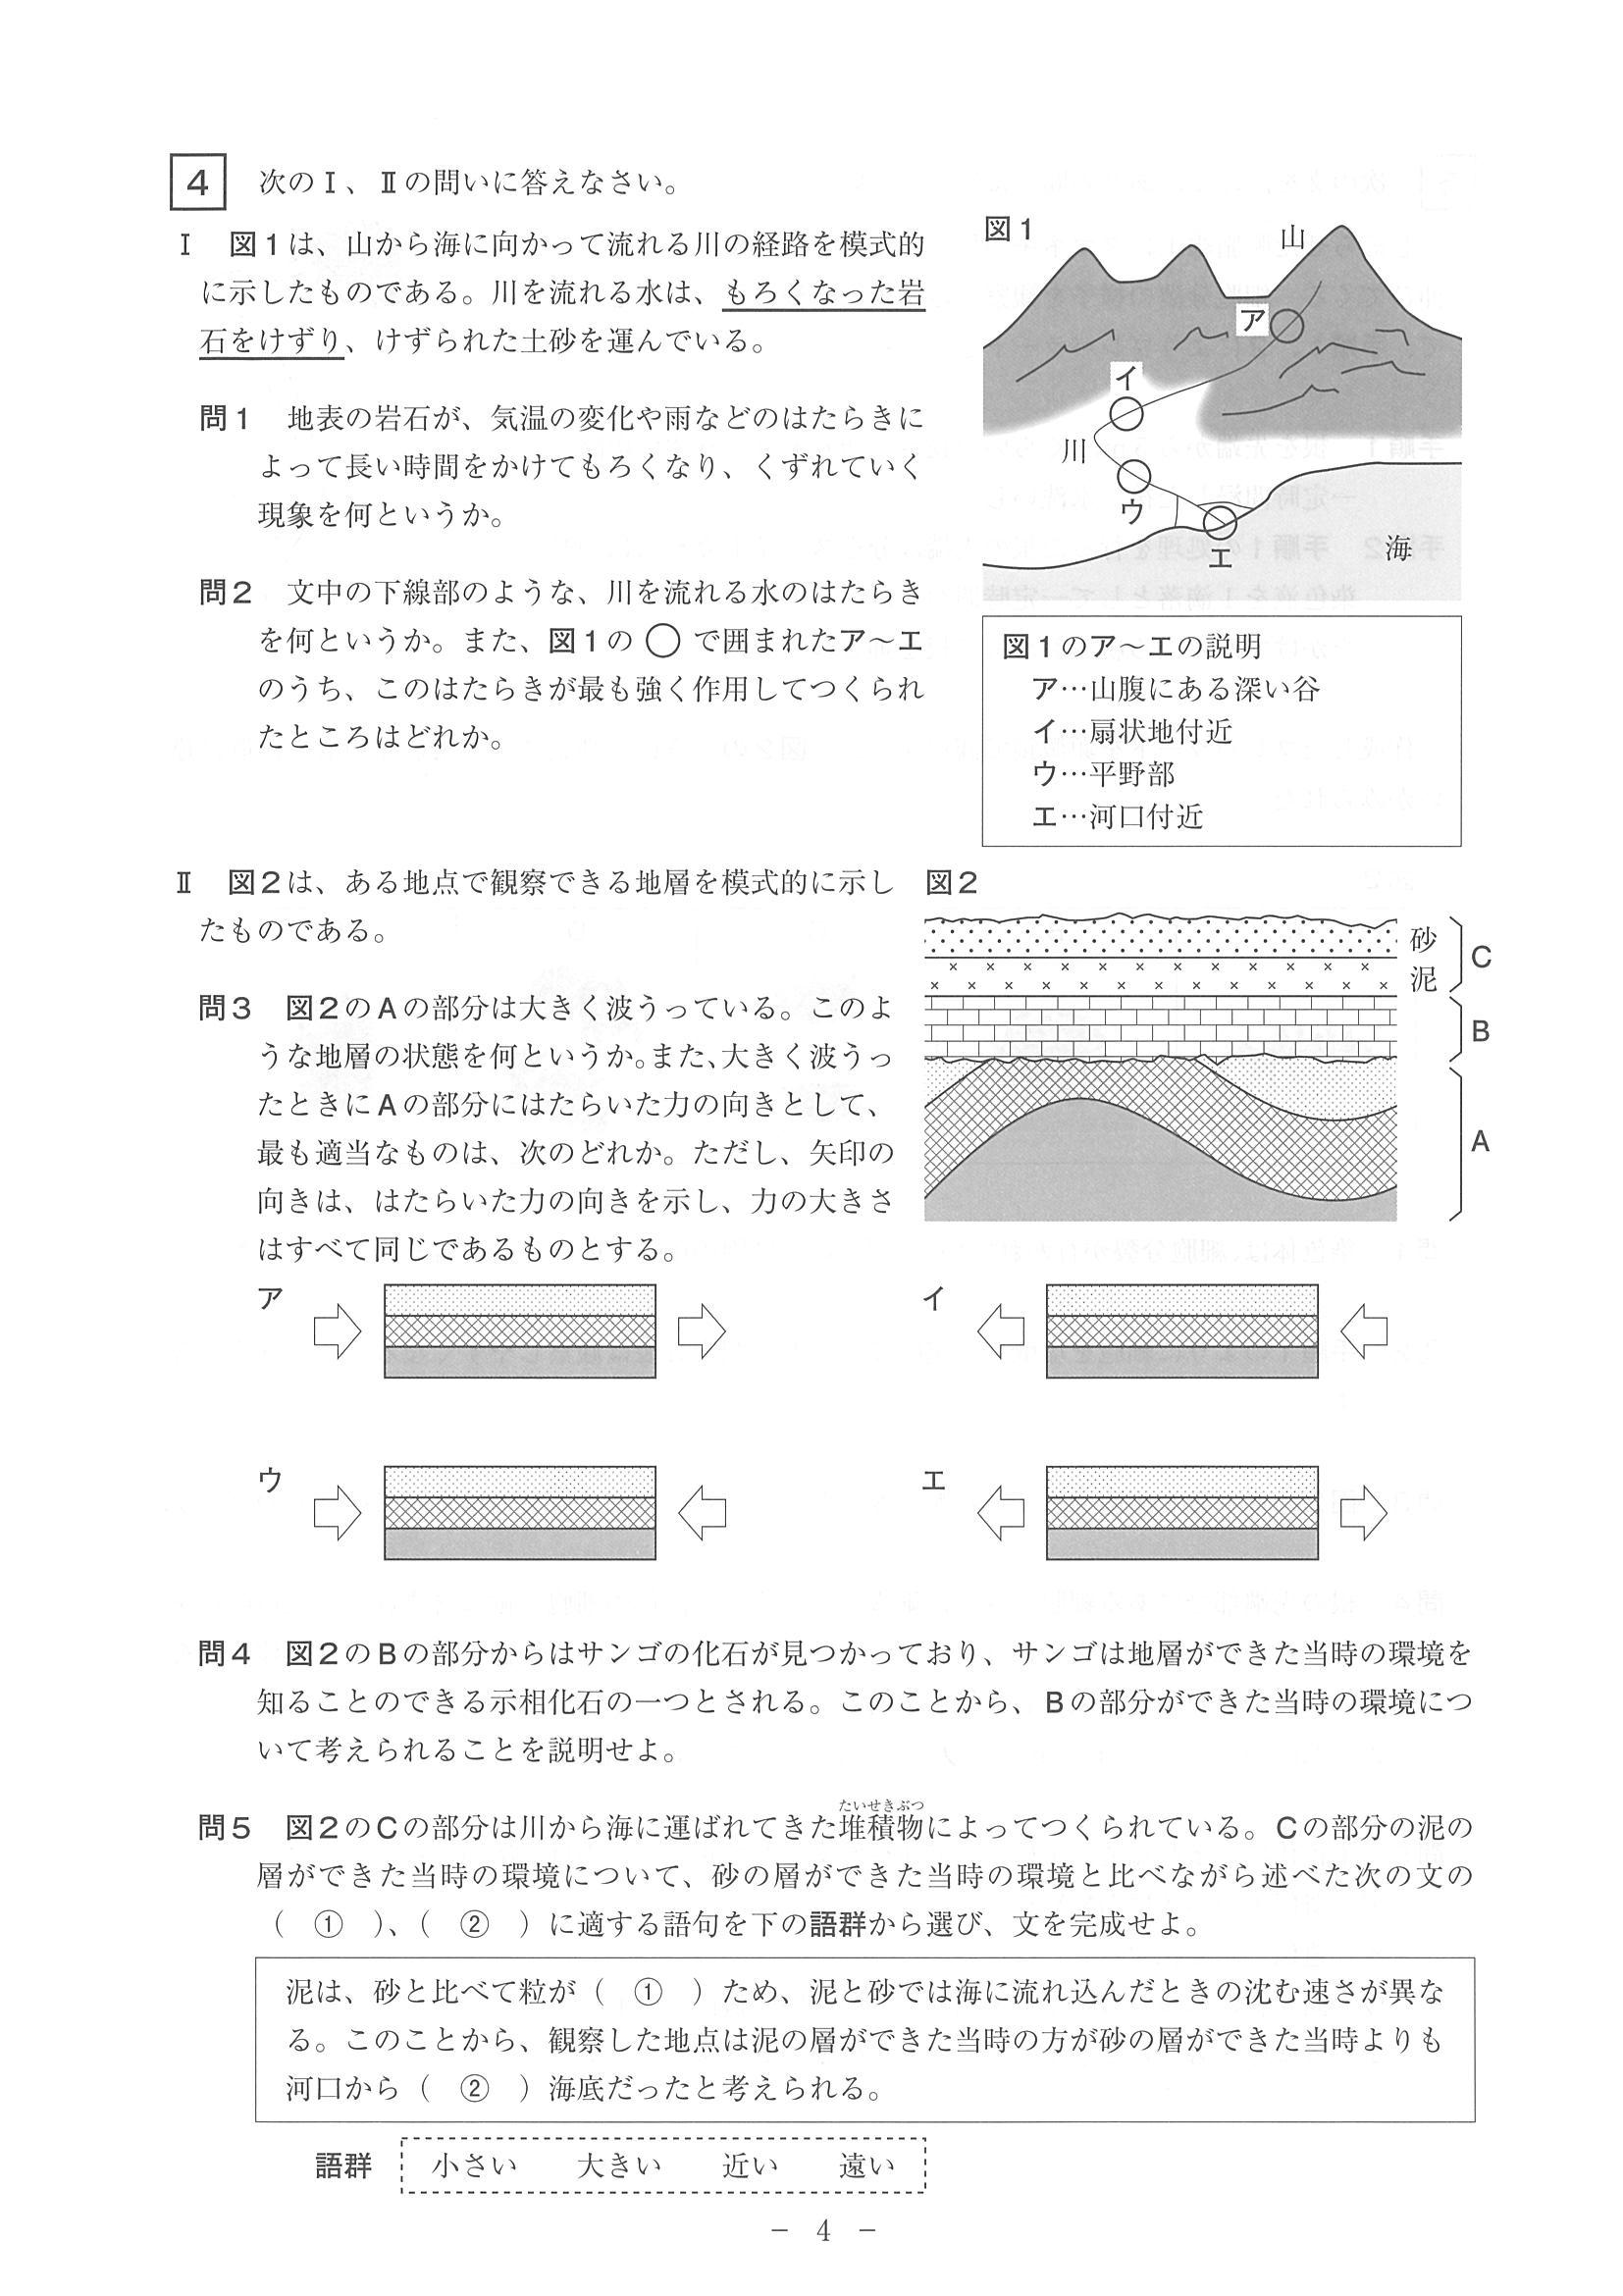 4 次のⅠ、Ⅱの問いに答えなさい。
Ⅰ 図1は、山から海に向かって流れる川の経路を模式的
に示したものである。川を流れる水は、もろくなった岩
石をけずり、けずられた土砂を運んでいる。
問1 地表の岩石が、気温の変化や雨などのはたらきに
よって長い時間をかけてもろくなり、くずれていく
現象を何というか。
問2 文中の下線部のような、川を流れる水のはたらき
を何というか。また、図1の ○ で囲まれたア～エ
のうち、このはたらきが最も強く作用してつくられ
たところはどれか。
図1
山
ア
イ
川
ウ
エ
海
図1のア～エの説明
ア…山腹にある深い谷
イ…扇状地付近
ウ…平野部
エ…河口付近
Ⅱ 図2は、ある地点で観察できる地層を模式的に示し
たものである。
問3 図2のAの部分は大きく波うっている。このよ
うな地層の状態を何というか。また、大きく波うっ
たときにAの部分にはたらいた力の向きとして、
最も適当なものは、次のどれか。ただし、矢印の
向きは、はたらいた力の向きを示し、力の大きさ
はすべて同じであるものとする。
図2
砂
泥
C
B
A
ア
イ
ウ
エ
問4 図2のBの部分からはサンゴの化石が見つかっており、サンゴは地層ができた当時の環境を
知ることのできる示相化石の一つとされる。このことから、Bの部分ができた当時の環境につ
いて考えられることを説明せよ。
たいせきぶつ
問5 図2のCの部分は川から海に運ばれてきた堆積物によってつくられている。Cの部分の泥の
層ができた当時の環境について、砂の層ができた当時の環境と比べながら述べた次の文の
( ① )、( ② )に適する語句を下の語群から選び、文を完成せよ。
泥は、砂と比べて粒が( ① )ため、泥と砂では海に流れ込んだときの沈む速さが異な
る。このことから、観察した地点は泥の層ができた当時の方が砂の層ができた当時よりも
河口から( ② )海底だったと考えられる。
語群 小さい 大きい 近い 遠い
－ 4 －